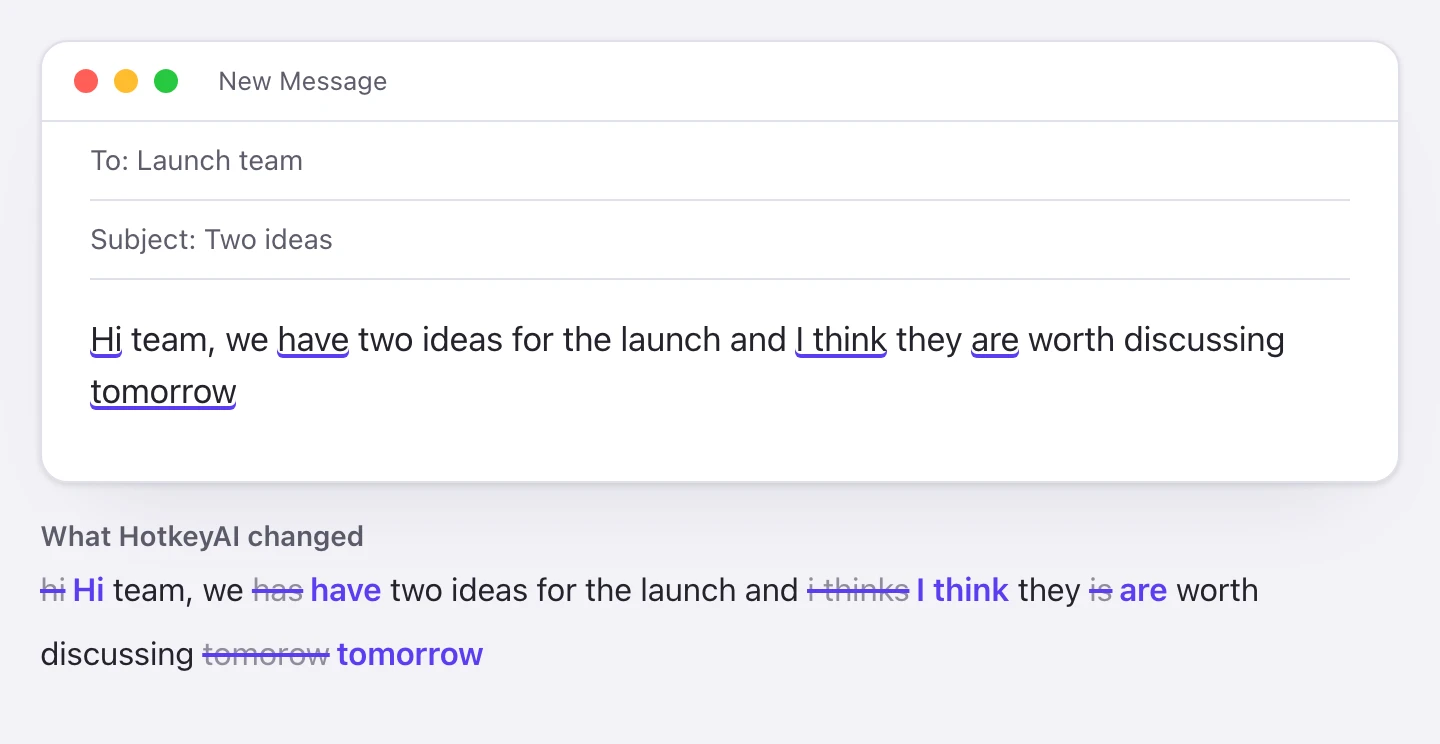 New Message
To: Launch team
Subject: Two ideas
Hi team, we have two ideas for the launch and I think they are worth discussing
tomorrow
What HotkeyAI changed
hi Hi team, we has have two ideas for the launch and i thinks I think they is are worth
discussing tomorow tomorrow